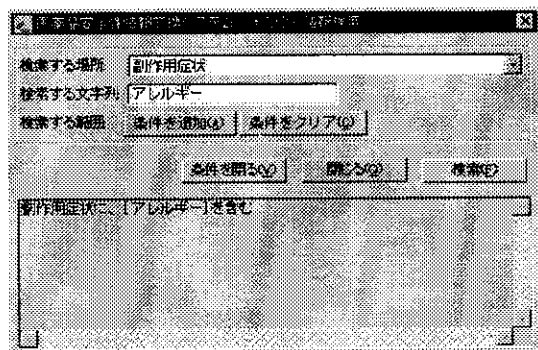 検索する場所 副作用症状
検索する文字列 アレルギー
検索する範囲 条件を追加(A) 条件をクリア(C)
条件を閉る(V) 閉じる(Q) 検索(F)
副作用症状に、[アレルギー]を含む